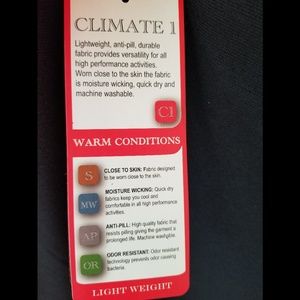 CLIMATE 1
Lightweight, anti-pill, durable
fabric provides versatility for all
high performance activities.
Worn close to the skin the fabric
is moisture wicking, quick dry and
machine washable.
C1
WARM CONDITIONS
S
CLOSE TO SKIN: Fabric designed
to be worn close to the skin.
MW
MOISTURE WICKING: Quick dry
fabrics keep you cool and
comfortable in all high performance
activities.
AP
ANTI-PILL: High quality fabric that
resists pilling giving the garment a
prolonged life. Machine washable.
OR
ODOR RESISTANT: Odor resistant
technology prevents odor causing
bacteria.
LIGHT WEIGHT